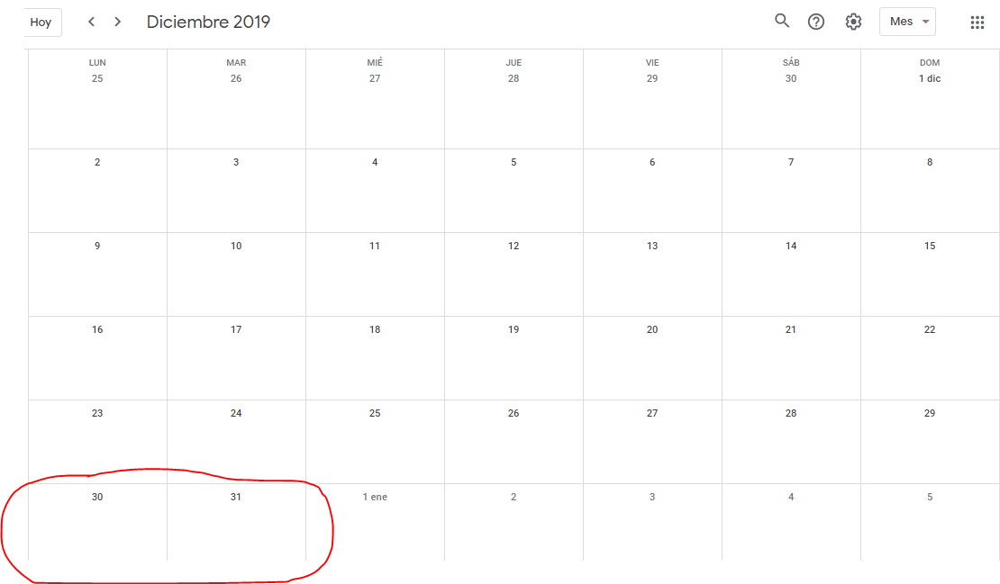 Hoy Diciembre 2019 Mes
LUN MAR MIÉ JUE VIE SÁB DOM
25 26 27 28 29 30 1 dic
2 3 4 5 6 7 8
9 10 11 12 13 14 15
16 17 18 19 20 21 22
23 24 25 26 27 28 29
30 31 1 ene 2 3 4 5